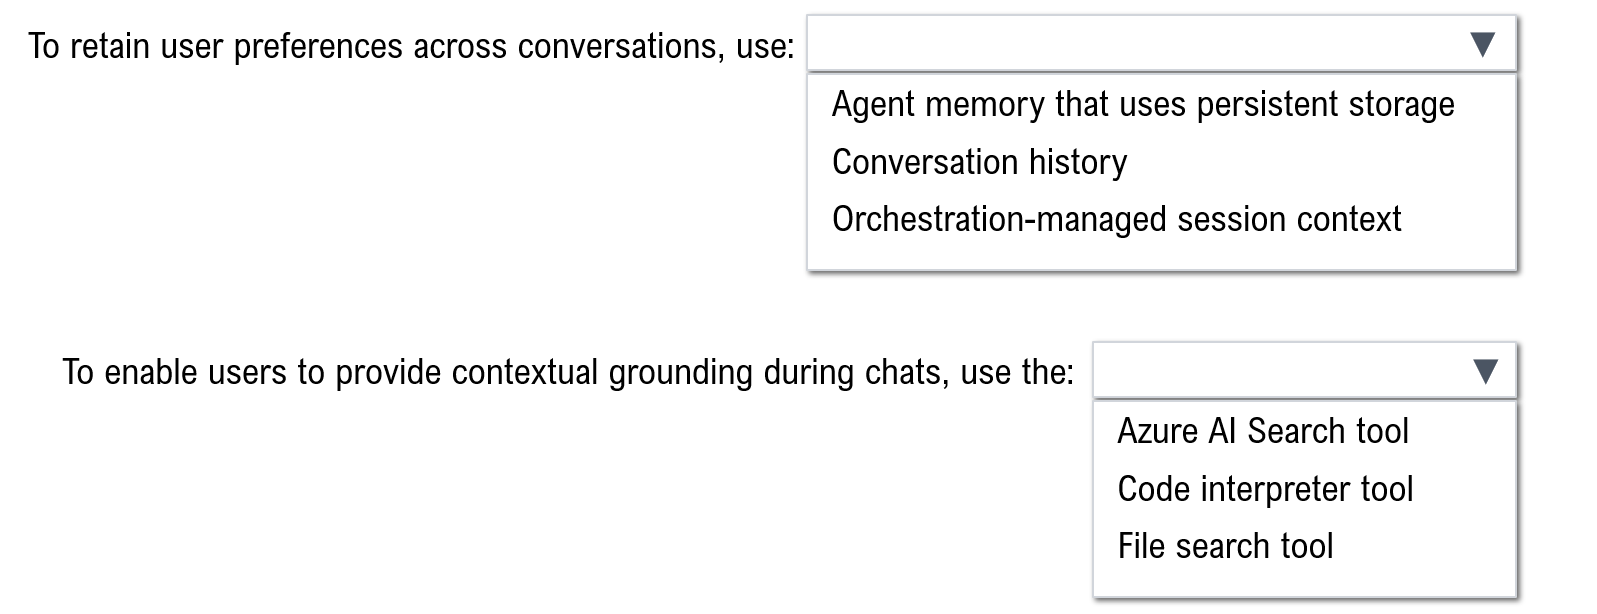 To retain user preferences across conversations, use:
Agent memory that uses persistent storage
Conversation history
Orchestration-managed session context
To enable users to provide contextual grounding during chats, use the:
Azure AI Search tool
Code interpreter tool
File search tool